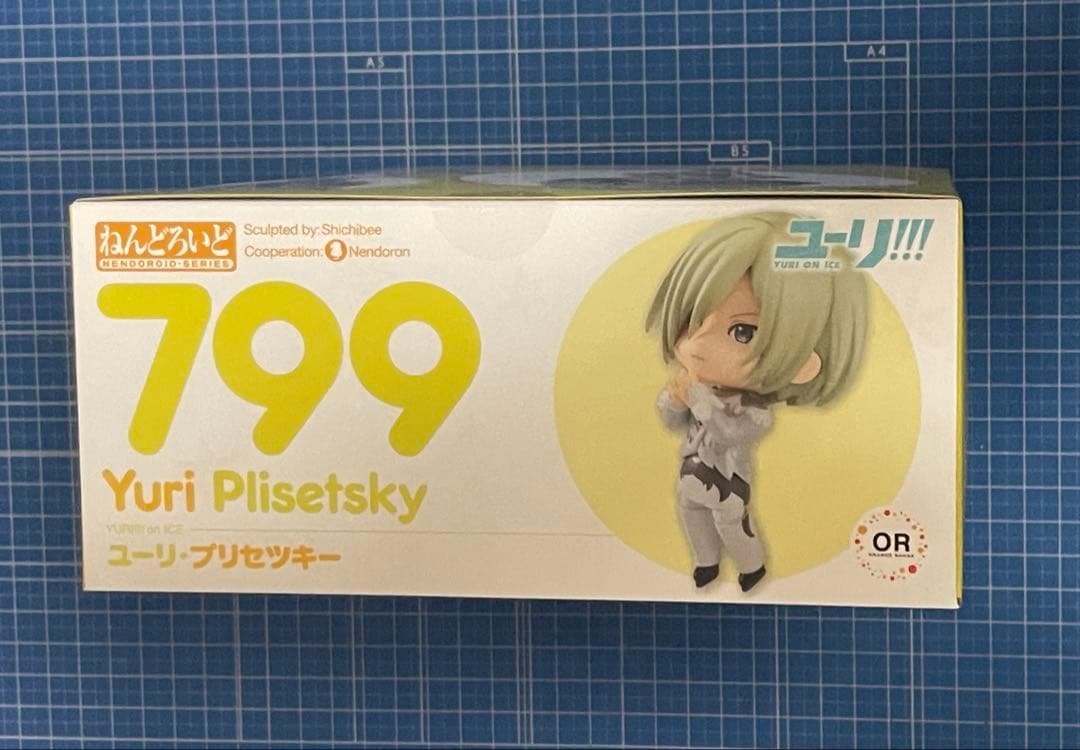 A5
A4
B5
ねんどろいど
NENDOROID-SERIES
Sculpted by: Shichibee
Cooperation: Nendoron
ユーリ!!!
YURI ON ICE
799
Yuri Plisetsky
YURI!!! on ICE
ユーリ・プリセツキー
OR